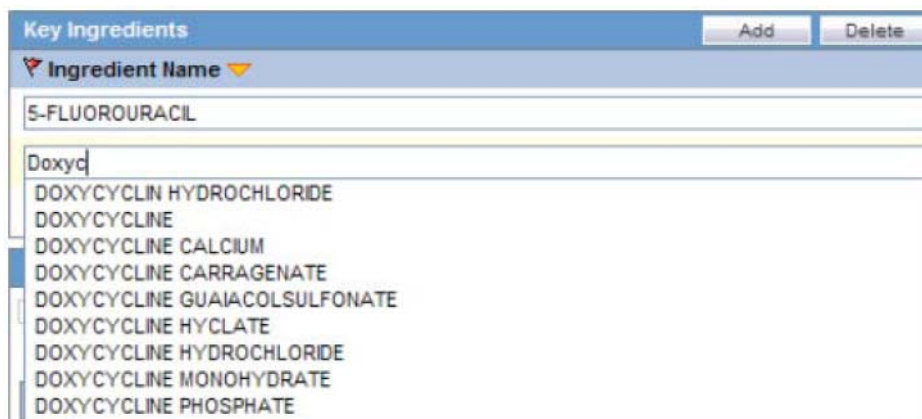 Key Ingredients Add Delete
Ingredient Name
5-FLUOROURACIL
Doxyc
DOXYCYCLIN HYDROCHLORIDE
DOXYCYCLINE
DOXYCYCLINE CALCIUM
DOXYCYCLINE CARRAGENATE
DOXYCYCLINE GUAIACOLSULFONATE
DOXYCYCLINE HYCLATE
DOXYCYCLINE HYDROCHLORIDE
DOXYCYCLINE MONOHYDRATE
DOXYCYCLINE PHOSPHATE